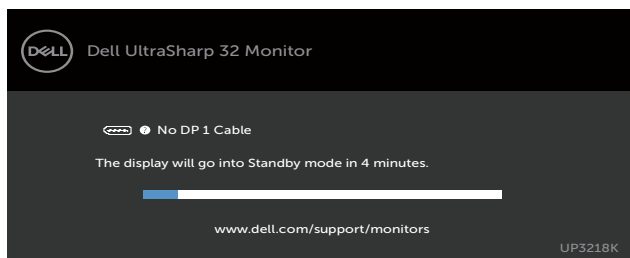 DELL Dell UltraSharp 32 Monitor
? No DP 1 Cable
The display will go into Standby mode in 4 minutes.
www.dell.com/support/monitors
UP3218K